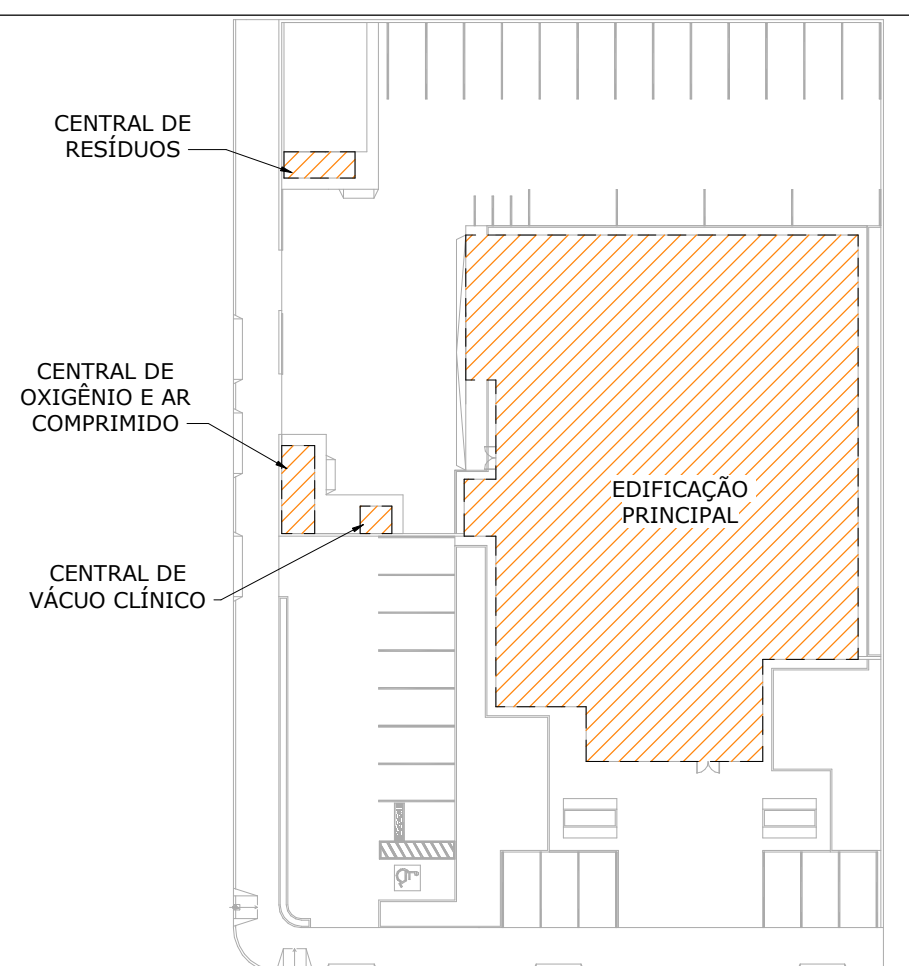 CENTRAL DE
RESÍDUOS
CENTRAL DE
OXIGÊNIO E AR
COMPRIMIDO
EDIFICAÇÃO
PRINCIPAL
CENTRAL DE
VÁCUO CLÍNICO